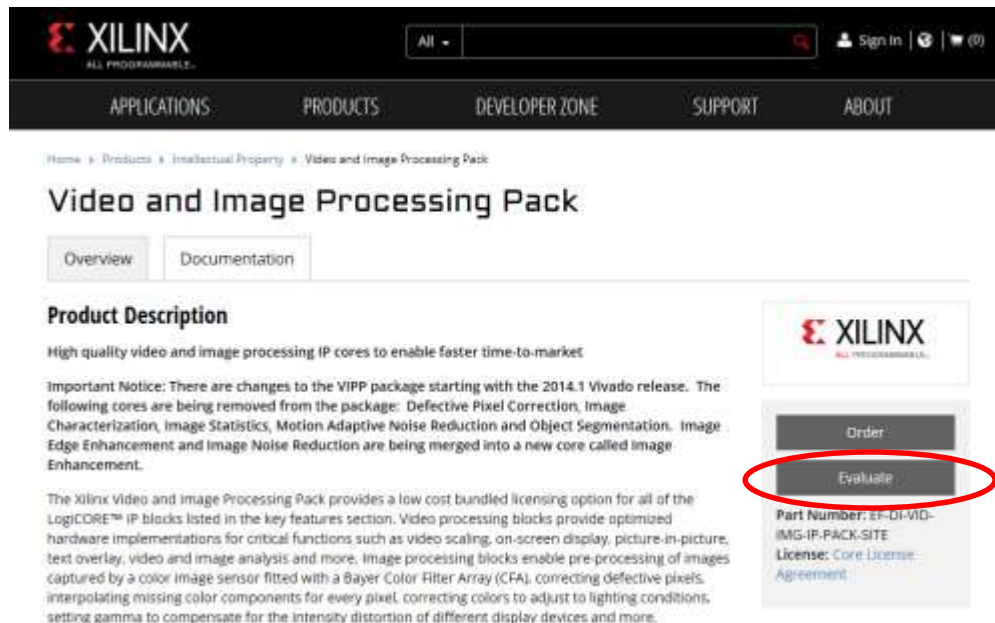 XILINX
ALL PROGRAMMABLE.
All
Sign In | | (0)
APPLICATIONS PRODUCTS DEVELOPER ZONE SUPPORT ABOUT
Home Products Intellectual Property Video and Image Processing Pack
Video and Image Processing Pack
Overview Documentation
Product Description
High quality video and image processing IP cores to enable faster time-to-market
Important Notice: There are changes to the VIPP package starting with the 2014.1 Vivado release. The
following cores are being removed from the package: Defective Pixel Correction, Image
Characterization, Image Statistics, Motion Adaptive Noise Reduction and Object Segmentation. Image
Edge Enhancement and Image Noise Reduction are being merged into a new core called Image
Enhancement.
The Xilinx Video and Image Processing Pack provides a low cost bundled licensing option for all of the
LogiCORE™ IP blocks listed in the key features section. Video processing blocks provide optimized
hardware implementations for critical functions such as video scaling, on-screen display, picture-in-picture,
text overlay, video and image analysis and more. Image processing blocks enable pre-processing of images
captured by a color image sensor fitted with a Bayer Color Filter Array (CFA), correcting defective pixels,
interpolating missing color components for every pixel, correcting colors to adjust to lighting conditions,
setting gamma to compensate for the intensity distortion of different display devices and more.
XILINX
ALL PROGRAMMABLE.
Order
Evaluate
Part Number: EF-DI-VID-
IMG-IP-PACK-SITE
License: Core License
Agreement